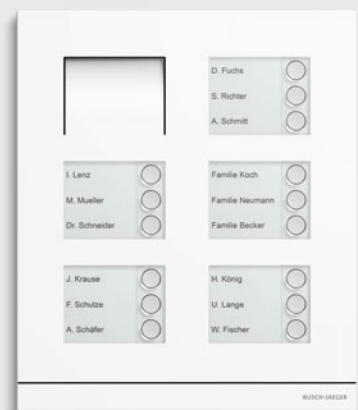 D. Fuchs
S. Richter
A. Schmitt
I. Lenz
M. Mueller
Dr. Schneider
Familie Koch
Familie Neumann
Familie Becker
J. Krause
F. Schulze
A. Schäfer
H. König
U. Lange
W. Fischer
BUSCH-JAEGER